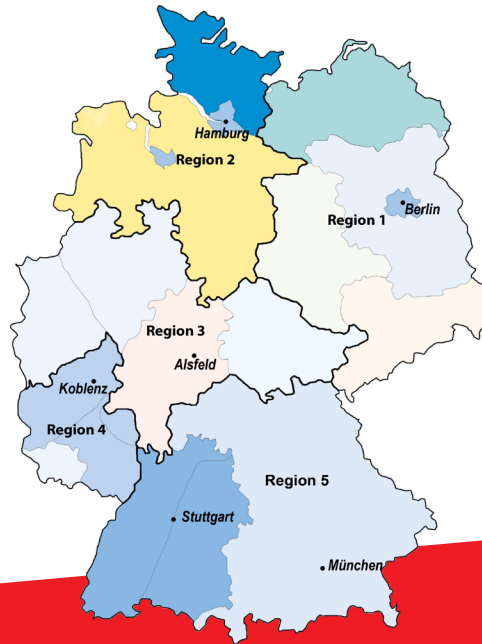 Hamburg
Region 2
Berlin
Region 1
Region 3
Alsfeld
Koblenz
Region 4
Region 5
Stuttgart
München